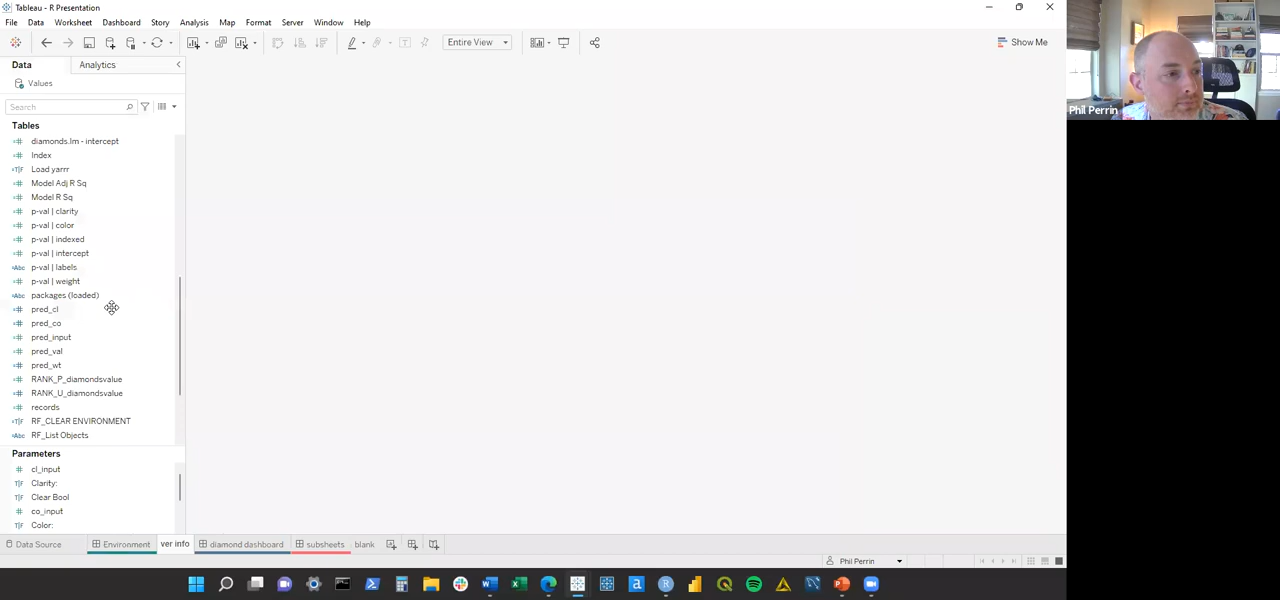 Tableau - R Presentation
File Data Worksheet Dashboard Story Analysis Map Format Server Window Help
Entire View
Show Me
Data Analytics
Values
Search
Tables
diamonds.lm - intercept
Index
Load yarrr
Model Adj R Sq
Model R Sq
p-val | clarity
p-val | color
p-val | indexed
p-val | intercept
Abc p-val | labels
p-val | weight
Abc packages (loaded)
pred_cl
pred_co
pred_input
pred_val
pred_wt
RANK_P_diamondsvalue
RANK_U_diamondsvalue
records
T|F RF_CLEAR ENVIRONMENT
Abc RF_List Objects
Parameters
cl_input
T|F Clarity:
T|F Clear Bool
co_input
T|F Color:
Data Source Environment ver info diamond dashboard subsheets blank
Phil Perrin
Phil Perrin